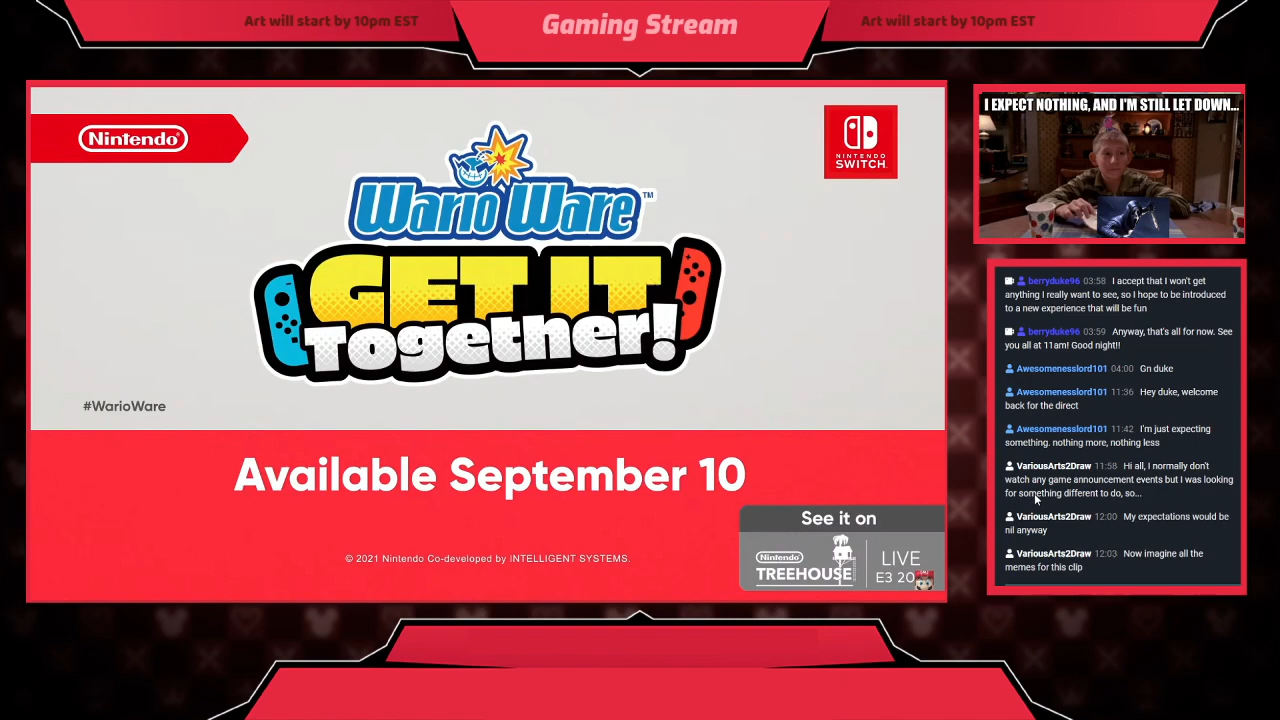 Art will start by 10pm EST
Gaming Stream
Art will start by 10pm EST
Nintendo
NINTENDO
SWITCH
Wario Ware™
GET IT
Together!
#WarioWare
Available September 10
See it on
Nintendo
TREEHOUSE
LIVE
E3 20
© 2021 Nintendo Co-developed by INTELLIGENT SYSTEMS.
I EXPECT NOTHING, AND I'M STILL LET DOWN...
berryduke96 03:58 I accept that I won't get
anything I really want to see, so I hope to be introduced
to a new experience that will be fun
berryduke96 03:59 Anyway, that's all for now. See
you all at 11am! Good night!!
Awesomenesslord101 04:00 Gn duke
Awesomenesslord101 11:36 Hey duke, welcome
back for the direct
Awesomenesslord101 11:42 I'm just expecting
something. nothing more, nothing less
VariousArts2Draw 11:58 Hi all, I normally don't
watch any game announcement events but I was looking
for something different to do, so...
VariousArts2Draw 12:00 My expectations would be
nil anyway
VariousArts2Draw 12:03 Now imagine all the
memes for this clip